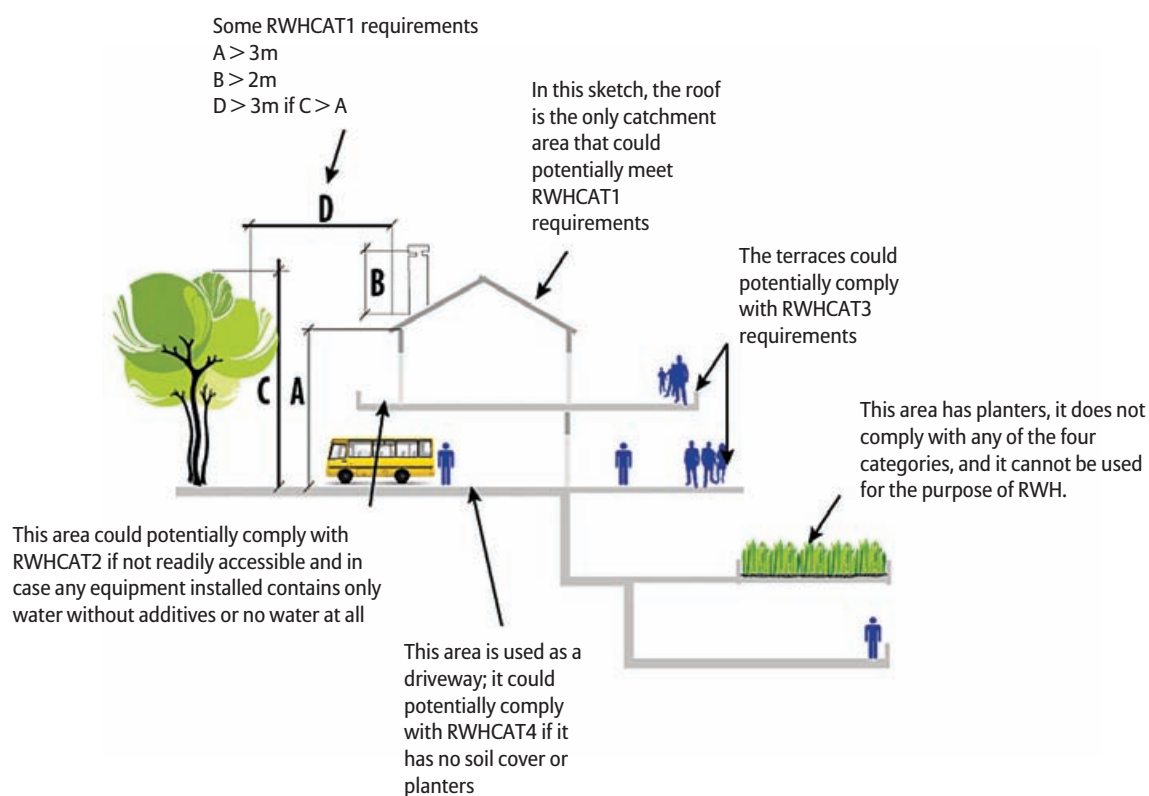 Some RWHCAT1 requirements
A > 3m
B > 2m
D > 3m if C > A
In this sketch, the roof
is the only catchment
area that could
potentially meet
RWHCAT1
requirements
D
B
The terraces could
potentially comply
with RWHCAT3
requirements
C
A
This area has planters, it does not
comply with any of the four
categories, and it cannot be used
for the purpose of RWH.
This area could potentially comply with
RWHCAT2 if not readily accessible and in
case any equipment installed contains only
water without additives or no water at all
This area is used as a
driveway; it could
potentially comply
with RWHCAT4 if it
has no soil cover or
planters